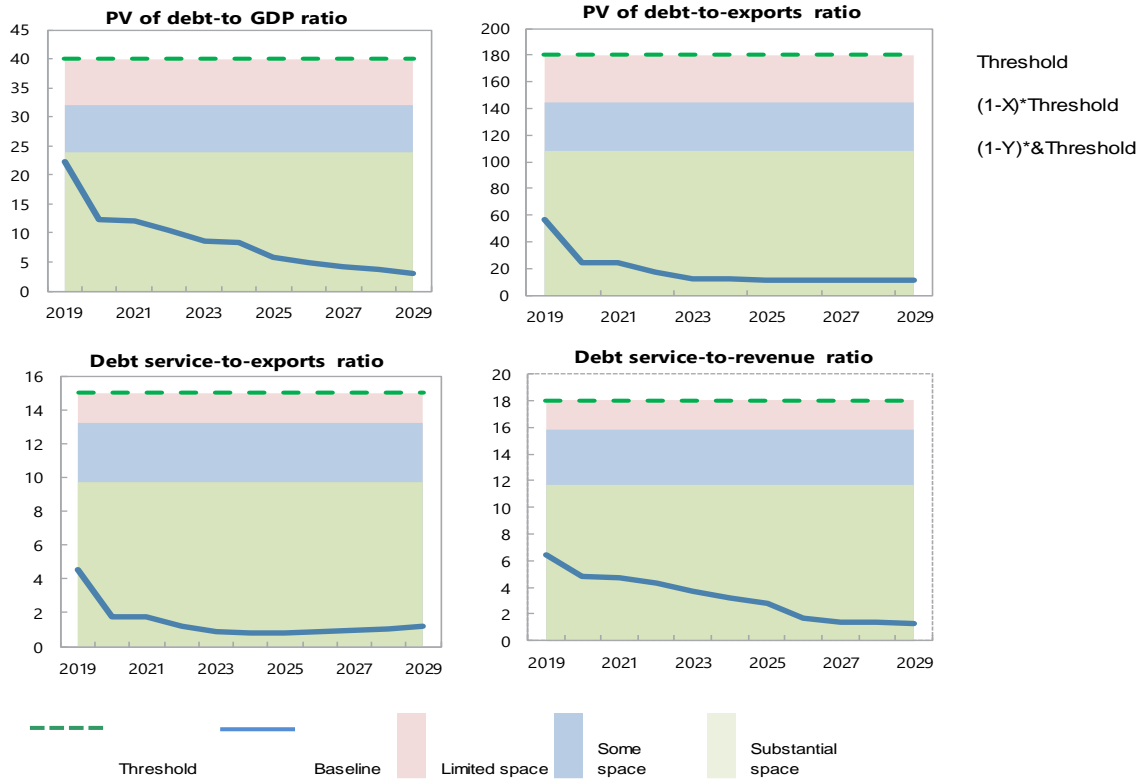 PV of debt-to GDP ratio
45
40
35
30
25
20
15
10
5
0
2019 2021 2023 2025 2027 2029
PV of debt-to-exports ratio
200
180
160
140
120
100
80
60
40
20
0
2019 2021 2023 2025 2027 2029
Threshold
(1-X)*Threshold
(1-Y)*&Threshold
Debt service-to-exports ratio
16
14
12
10
8
6
4
2
0
2019 2021 2023 2025 2027 2029
Debt service-to-revenue ratio
20
18
16
14
12
10
8
6
4
2
0
2019 2021 2023 2025 2027 2029
Threshold
Baseline
Limited space
Some
space
Substantial
space